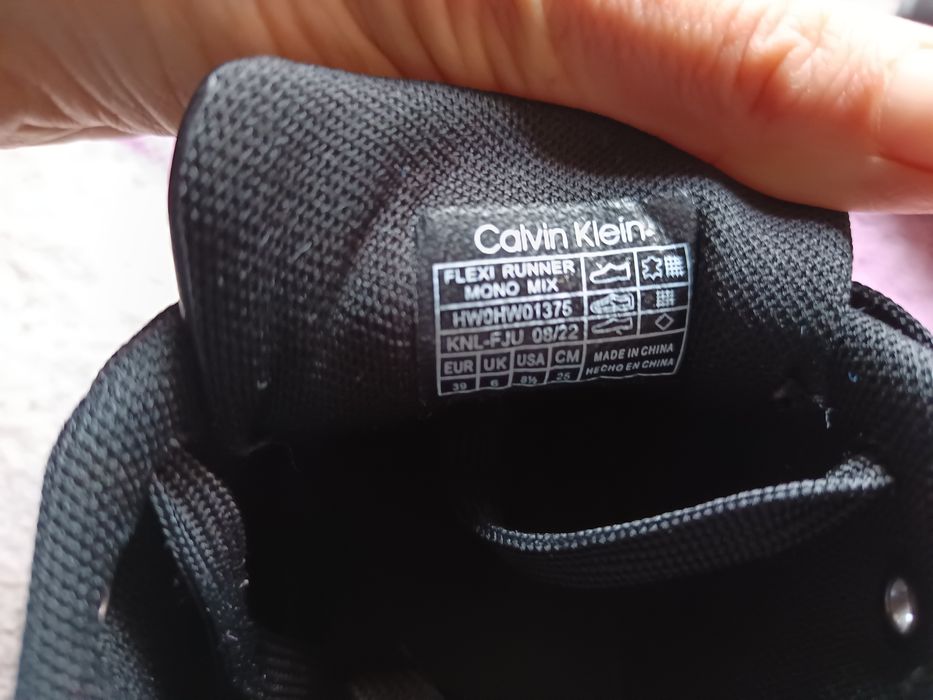 Calvin Klein
FLEXI RUNNER
MONO MIX
HW0HW01375
KNL-FJU 08/22
EUR UK USA CM
39 6 8½ 25
MADE IN CHINA
HECHO EN CHINA